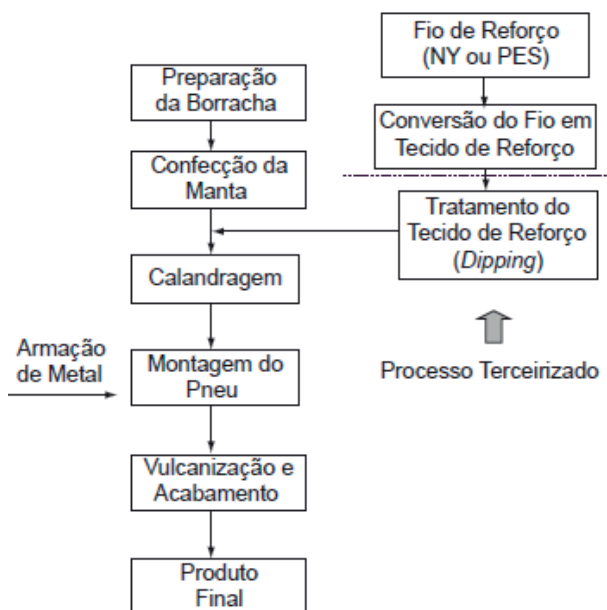 Fio de Reforço
(NY ou PES)
Preparação
da Borracha
Conversão do Fio em
Tecido de Reforço
Confecção da
Manta
Tratamento do
Tecido de Reforço
(Dipping)
Calandragem
Processo Terceirizado
Armação
de Metal
Montagem do
Pneu
Vulcanização e
Acabamento
Produto
Final